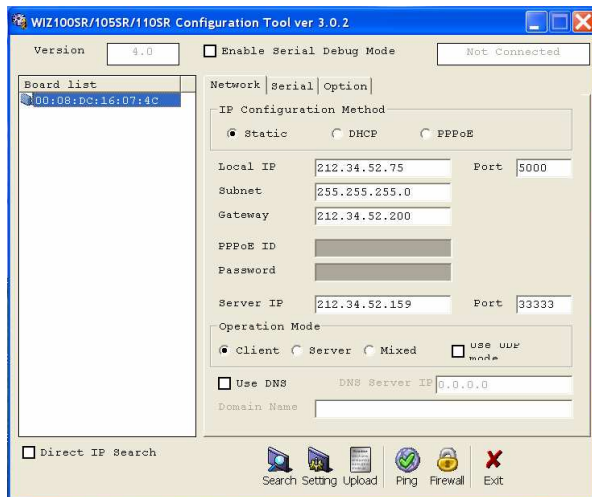 WIZ100SR/105SR/110SR Configuration Tool ver 3.0.2
Version 4.0 Enable Serial Debug Mode Not Connected
Board list
00:08:DC:16:07:4C
Network Serial Option
IP Configuration Method
Static DHCP PPPoE
Local IP 212.34.52.75 Port 5000
Subnet 255.255.255.0
Gateway 212.34.52.200
PPPoE ID
Password
Server IP 212.34.52.159 Port 33333
Operation Mode
Client Server Mixed Use UDP mode
Use DNS DNS Server IP 0.0.0.0
Domain Name
Direct IP Search
Search Setting Upload Ping Firewall Exit